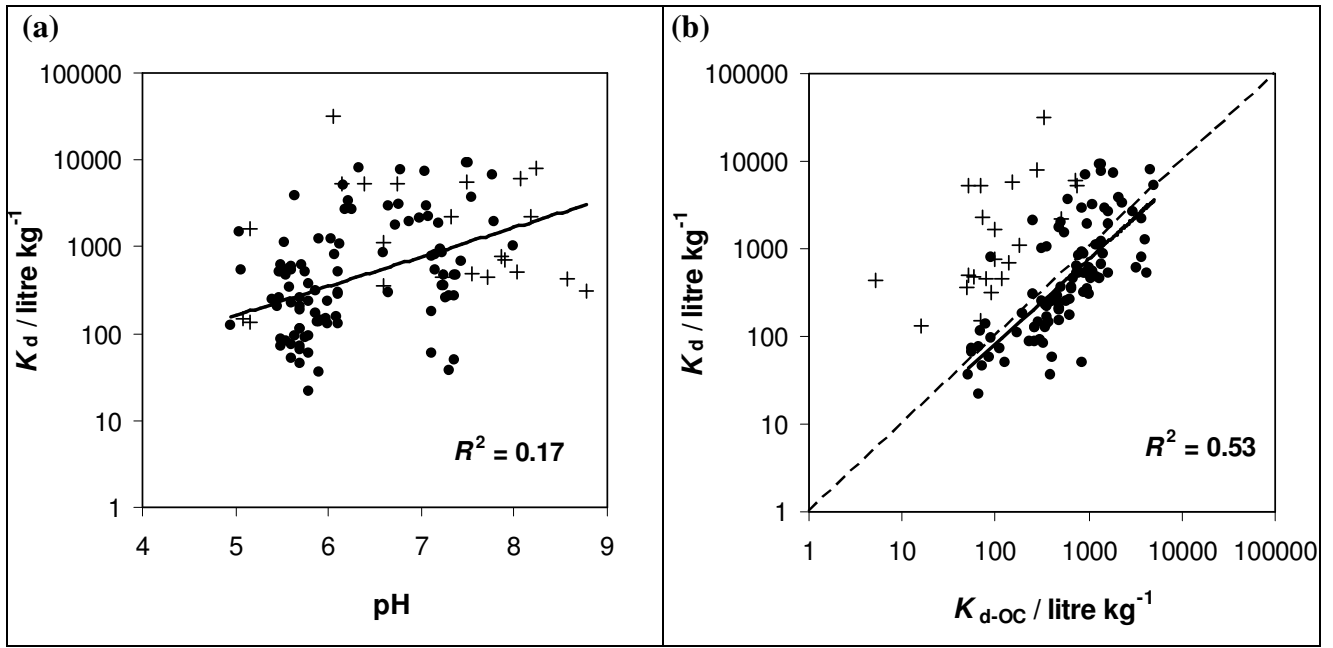 (a)
100000
10000
1000
100
10
1
K d / litre kg-1
R2 = 0.17
4 5 6 7 8 9
pH
(b)
100000
10000
1000
100
10
1
K d / litre kg-1
R2 = 0.53
1 10 100 1000 10000 100000
K d-OC / litre kg-1